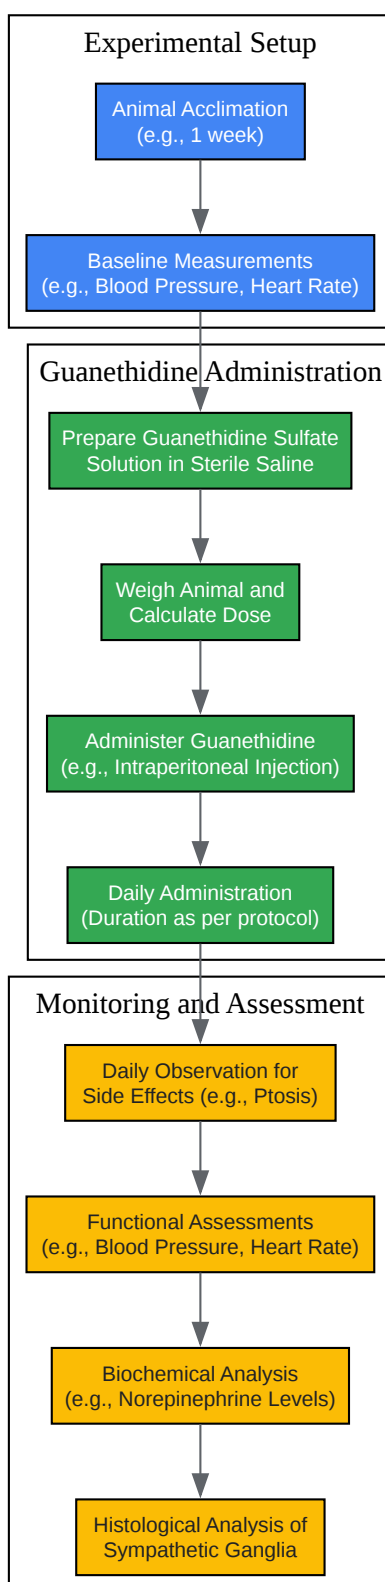 Experimental Setup
Animal Acclimation
(e.g., 1 week)
Baseline Measurements
(e.g., Blood Pressure, Heart Rate)
Guanethidine Administration
Prepare Guanethidine Sulfate
Solution in Sterile Saline
Weigh Animal and
Calculate Dose
Administer Guanethidine
(e.g., Intraperitoneal Injection)
Daily Administration
(Duration as per protocol)
Monitoring and Assessment
Daily Observation for
Side Effects (e.g., Ptosis)
Functional Assessments
(e.g., Blood Pressure, Heart Rate)
Biochemical Analysis
(e.g., Norepinephrine Levels)
Histological Analysis of
Sympathetic Ganglia